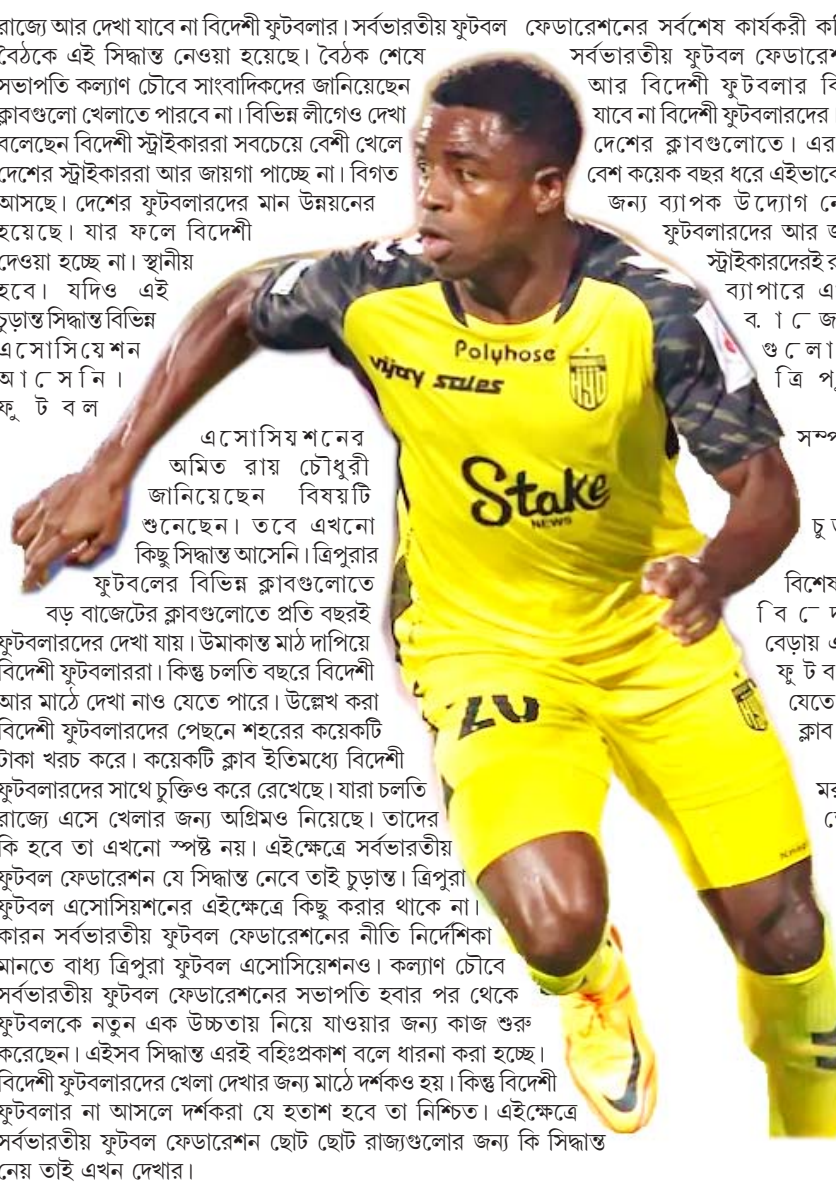 রাজ্যে আর দেখা যাবে না বিদেশী ফুটবলার। সর্বভারতীয় ফুটবল ফেডারেশনের সর্বশেষ কার্যকরী
বৈঠকে এই সিদ্ধান্ত নেওয়া হয়েছে। বৈঠক শেষে সর্বভারতীয় ফুটবল
সভাপতি কল্যাণ চৌবে সাংবাদিকদের জানিয়েছেন আর বিদেশী ফুটবলার
ক্লাবগুলো খেলাতে পারবে না। বিভিন্ন লীগেও দেখা যাবে না বিদেশী ফুটবলারদের।
বলেছেন বিদেশী স্ট্রাইকাররা সবচেয়ে বেশী খেলে দেশের ক্লাবগুলোতে। এর
দেশের স্ট্রাইকাররা আর জায়গা পাচ্ছে না। বিগত বেশ কয়েক বছর ধরে
আসছে। দেশের ফুটবলারদের মান উন্নয়নের জন্য ব্যাপক উদ্যোগ
হয়েছে। যার ফলে বিদেশী ফুটবলারদের আর
দেওয়া হচ্ছে না। স্থানীয় স্ট্রাইকারদেরই
হবে। যদিও এই ব্যাপারে
চুড়ান্ত সিদ্ধান্ত বিভিন্ন
এসোসিয়েশন গুলো
আসেনি।
ফুটবল
এসোসিয়শনের
অমিত রায় চৌধুরী
জানিয়েছেন বিষয়টি
শুনেছেন। তবে এখনো
কিছু সিদ্ধান্ত আসেনি। ত্রিপুরার
ফুটবলের বিভিন্ন ক্লাবগুলোতে
বড় বাজেটের ক্লাবগুলোতে প্রতি বছরই
ফুটবলারদের দেখা যায়। উমাকান্ত মাঠ দাপিয়ে বেড়ায়
বিদেশী ফুটবলাররা। কিন্তু চলতি বছরে বিদেশী
আর মাঠে দেখা নাও যেতে পারে। উল্লেখ করা যেতে
বিদেশী ফুটবলারদের পেছনে শহরের কয়েকটি ক্লাব
টাকা খরচ করে। কয়েকটি ক্লাব ইতিমধ্যে বিদেশী
ফুটবলারদের সাথে চুক্তিও করে রেখেছে। যারা চলতি
রাজ্যে এসে খেলার জন্য অগ্রিমও নিয়েছে। তাদের
কি হবে তা এখনো স্পষ্ট নয়। এইক্ষেত্রে সর্বভারতীয়
ফুটবল ফেডারেশন যে সিদ্ধান্ত নেবে তাই চুড়ান্ত। ত্রিপুরা
ফুটবল এসোসিয়শনের এইক্ষেত্রে কিছু করার থাকে না।
কারন সর্বভারতীয় ফুটবল ফেডারেশনের নীতি নির্দেশিকা
মানতে বাধ্য ত্রিপুরা ফুটবল এসোসিয়েশনও। কল্যাণ চৌবে
সর্বভারতীয় ফুটবল ফেডারেশনের সভাপতি হবার পর থেকে
ফুটবলকে নতুন এক উচ্চতায় নিয়ে যাওয়ার জন্য কাজ শুরু
করেছেন। এইসব সিদ্ধান্ত এরই বহিঃপ্রকাশ বলে ধারনা করা হচ্ছে।
বিদেশী ফুটবলারদের খেলা দেখার জন্য মাঠে দর্শকও হয়। কিন্তু বিদেশী
ফুটবলার না আসলে দর্শকরা যে হতাশ হবে তা নিশ্চিত। এইক্ষেত্রে
সর্বভারতীয় ফুটবল ফেডারেশন ছোট ছোট রাজ্যগুলোর জন্য কি সিদ্ধান্ত
নেয় তাই এখন দেখার।
Polyhose
vijay sales
Stake
NEWS
20